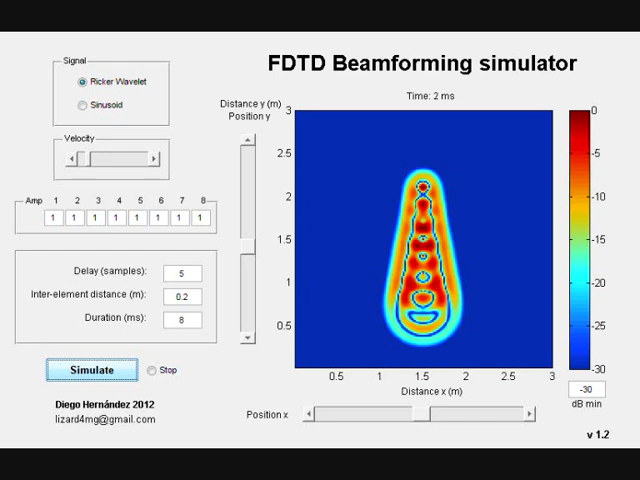 Signal
Ricker Wavelet
Sinusoid
Velocity
Amp 1 2 3 4 5 6 7 8
1 1 1 1 1 1 1 1
Delay (samples): 5
Inter-element distance (m): 0.2
Duration (ms): 8
Simulate
Stop
Diego Hernández 2012
lizard4mg@gmail.com
FDTD Beamforming simulator
Time: 2 ms
Distance y (m)
Position y
3
2.5
2
1.5
1
0.5
0.5 1 1.5 2 2.5 3
Distance x (m)
Position x
0
-5
-10
-15
-20
-25
-30
-30
dB min
v 1.2